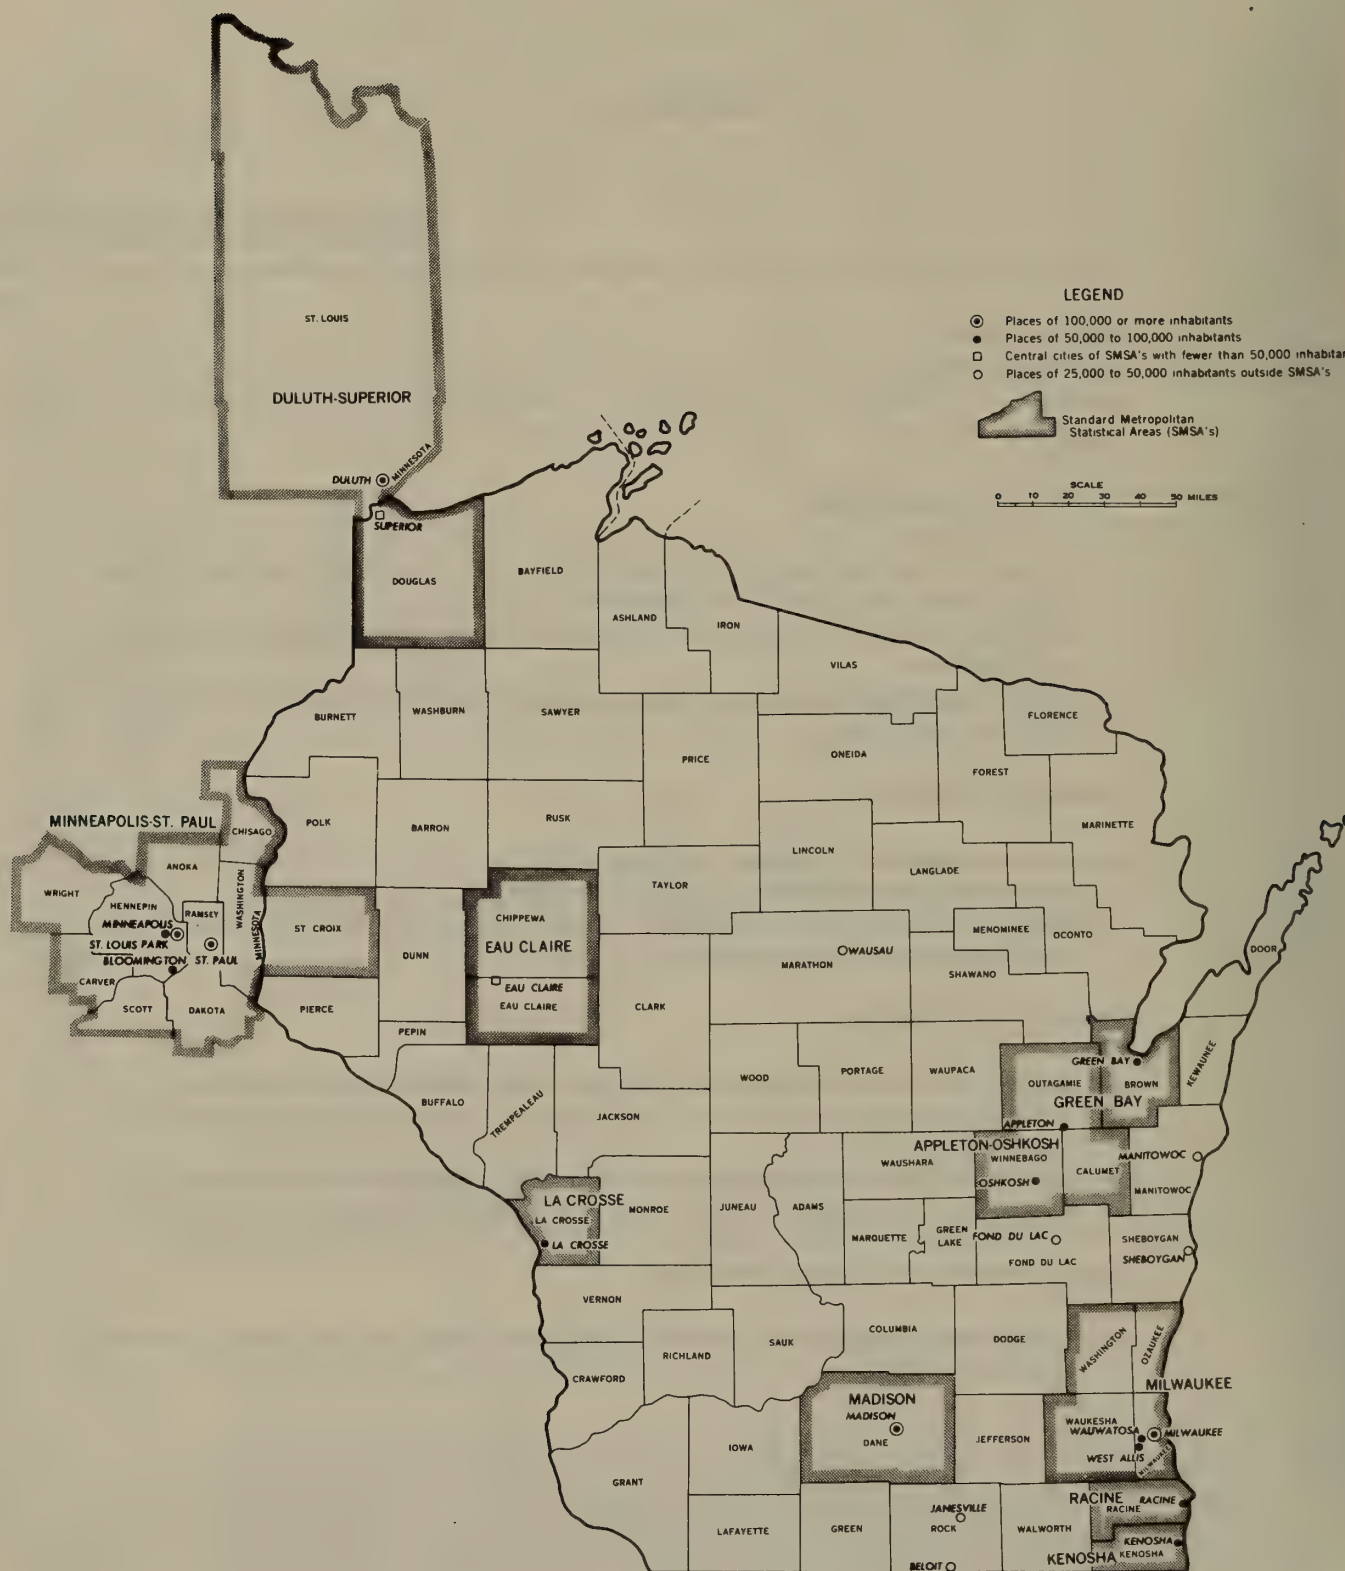 LEGEND
Places of 100,000 or more inhabitants
Places of 50,000 to 100,000 inhabitants
Central cities of SMSA's with fewer than 50,000 inhabitan
Places of 25,000 to 50,000 inhabitants outside SMSA's
Standard Metropolitan
Statistical Areas (SMSA's)
SCALE
0 10 20 30 40 50 MILES
ST. LOUIS
DULUTH-SUPERIOR
DULUTH
MINNESOTA
SUPERIOR
DOUGLAS
BAYFIELD
ASHLAND
IRON
VILAS
BURNETT
WASHBURN
SAWYER
PRICE
ONEIDA
FOREST
FLORENCE
MARINETTE
MINNEAPOLIS-ST. PAUL
CHISAGO
ANOKA
WRIGHT
HENNEPIN
RAMSEY
WASHINGTON
MINNESOTA
MINNEAPOLIS
ST. LOUIS PARK
BLOOMINGTON
ST. PAUL
CARVER
SCOTT
DAKOTA
POLK
BARRON
RUSK
LINCOLN
LANGLADE
TAYLOR
ST CROIX
DUNN
CHIPPEWA
EAU CLAIRE
EAU CLAIRE
EAU CLAIRE
CLARK
MARATHON
WAUSAU
MENOMINEE
OCONTO
SHAWANO
DOOR
PIERCE
PEPIN
BUFFALO
TREMPEALEAU
JACKSON
WOOD
PORTAGE
WAUPACA
OUTAGAMIE
GREEN BAY
BROWN
GREEN BAY
KEWAUNEE
APPLETON
APPLETON-OSHKOSH
WAUSHARA
WINNEBAGO
OSHKOSH
CALUMET
MANITOWOC
MANITOWOC
LA CROSSE
LA CROSSE
LA CROSSE
MONROE
JUNEAU
ADAMS
MARQUETTE
GREEN
LAKE
FOND DU LAC
FOND DU LAC
SHEBOYGAN
SHEBOYGAN
VERNON
RICHLAND
SAUK
COLUMBIA
DODGE
WASHINGTON
OZAUKEE
CRAWFORD
MILWAUKEE
MADISON
MADISON
DANE
JEFFERSON
WAUKESHA
WAUWATOSA
MILWAUKEE
WEST ALLIS
MILWAUKEE
GRANT
IOWA
LAFAYETTE
GREEN
JANESVILLE
ROCK
BELOIT
WALWORTH
RACINE
RACINE
RACINE
KENOSHA
KENOSHA
KENOSHA